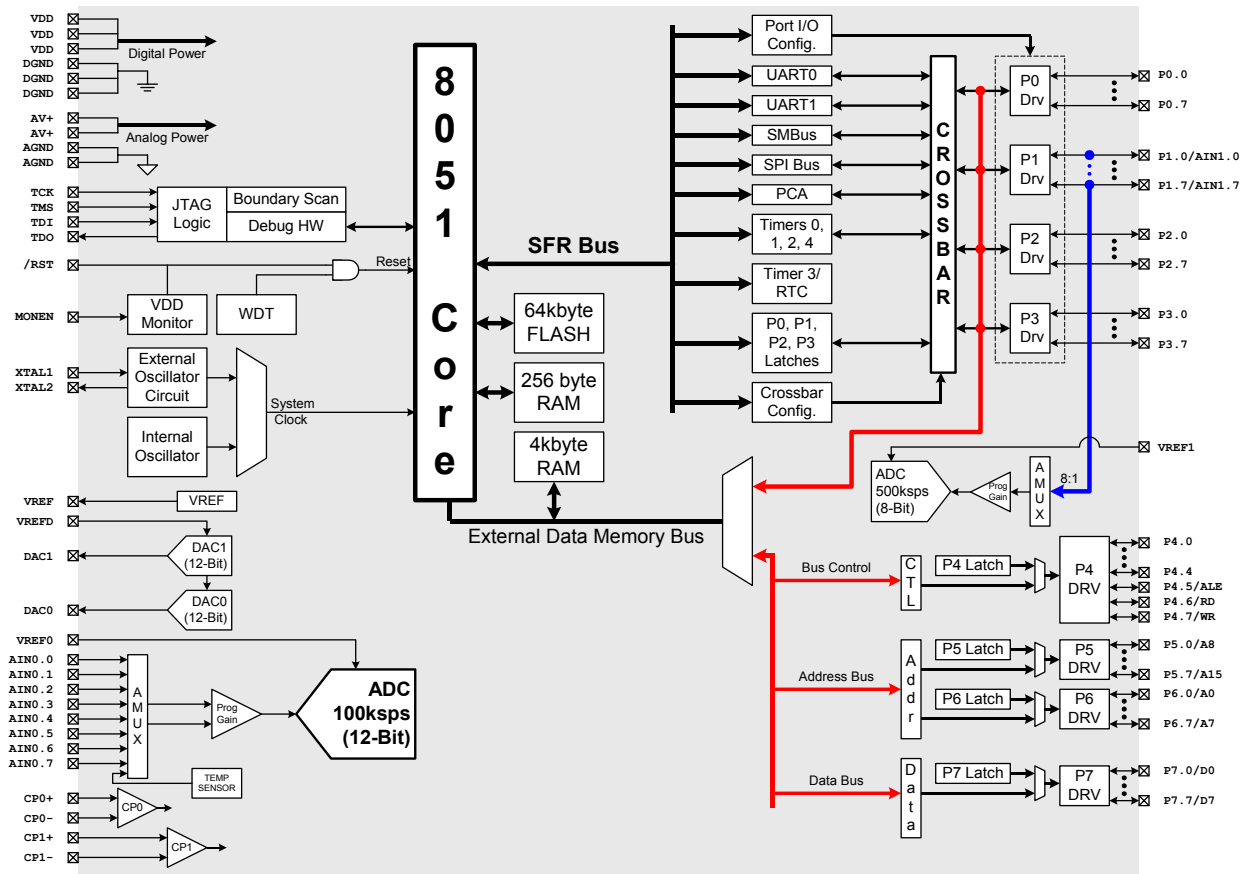 VDD
VDD
VDD
Digital Power
DGND
DGND
DGND
AV+
AV+
Analog Power
AGND
AGND
TCK
TMS
TDI
TDO
JTAG
Logic
Boundary Scan
Debug HW
/RST
Reset
MONEN
VDD
Monitor
WDT
XTAL1
XTAL2
External
Oscillator
Circuit
Internal
Oscillator
System
Clock
VREF
VREF
VREFD
DAC1
DAC1
(12-Bit)
DAC0
DAC0
(12-Bit)
VREF0
AIN0.0
AIN0.1
AIN0.2
AIN0.3
AIN0.4
AIN0.5
AIN0.6
AIN0.7
A
M
U
X
Prog
Gain
ADC
100ksps
(12-Bit)
TEMP
SENSOR
CP0+
CP0-
CP0
CP1+
CP1-
CP1
8
0
5
1
C
o
r
e
SFR Bus
64kbyte
FLASH
256 byte
RAM
4kbyte
RAM
External Data Memory Bus
Port I/O
Config.
UART0
UART1
SMBus
SPI Bus
PCA
Timers 0,
1, 2, 4
Timer 3/
RTC
P0, P1,
P2, P3
Latches
Crossbar
Config.
C
R
O
S
S
B
A
R
P0
Drv
P1
Drv
P2
Drv
P3
Drv
P0.0
P0.7
P1.0/AIN1.0
P1.7/AIN1.7
P2.0
P2.7
P3.0
P3.7
VREF1
ADC
500ksps
(8-Bit)
Prog
Gain
A
M
U
X
8:1
Bus Control
C
T
L
P4 Latch
P4
DRV
P4.0
P4.4
P4.5/ALE
P4.6/RD
P4.7/WR
Address Bus
A
d
d
r
P5 Latch
P5
DRV
P5.0/A8
P5.7/A15
P6 Latch
P6
DRV
P6.0/A0
P6.7/A7
Data Bus
D
a
t
a
P7 Latch
P7
DRV
P7.0/D0
P7.7/D7